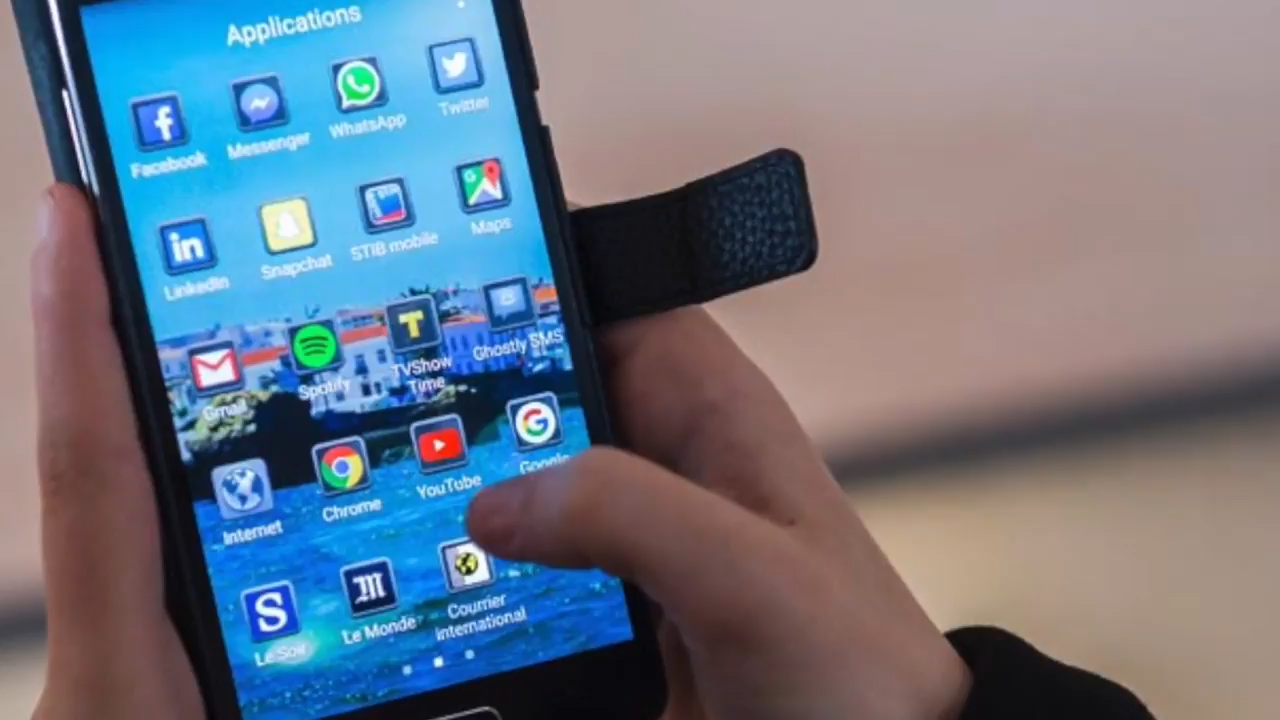 Applications
Facebook
Messenger
WhatsApp
Twitter
LinkedIn
Snapchat
STIB mobile
Maps
Gmail
Spotify
TVShow
Time
Ghostly SMS
Internet
Chrome
YouTube
Google
Le Soir
Le Monde
Courrier
international